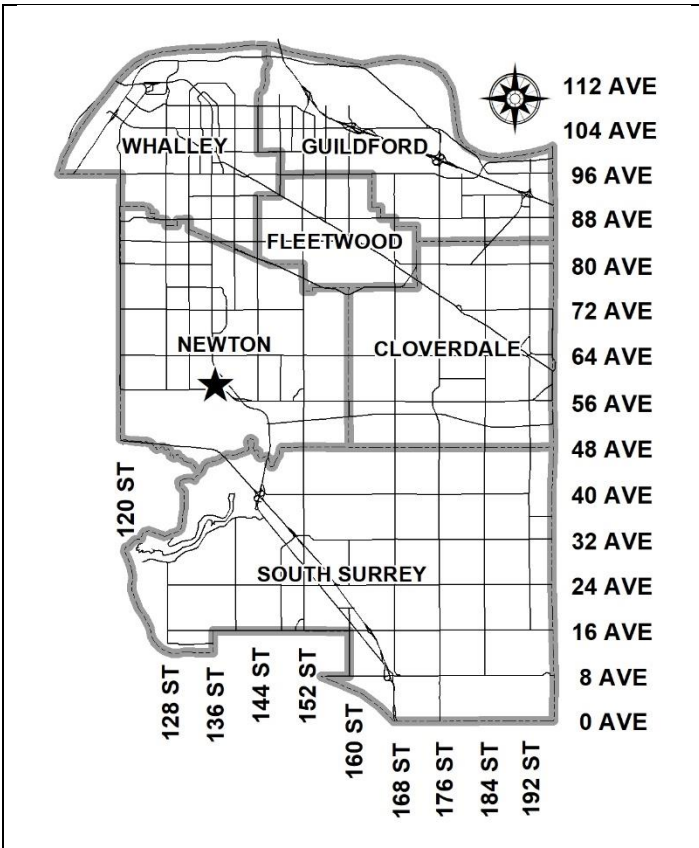 112 AVE
104 AVE
WHALLEY
GUILDFORD
96 AVE
88 AVE
FLEETWOOD
80 AVE
72 AVE
NEWTON
CLOVERDALE
64 AVE
56 AVE
48 AVE
120 ST
40 AVE
32 AVE
SOUTH SURREY
24 AVE
16 AVE
128 ST
136 ST
144 ST
152 ST
160 ST
8 AVE
168 ST
176 ST
184 ST
192 ST
0 AVE